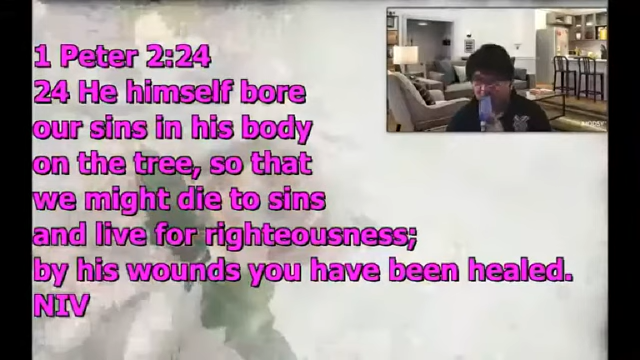 1 Peter 2:24
24 He himself bore
our sins in his body
on the tree, so that
we might die to sins
and live for righteousness;
by his wounds you have been healed.
NIV